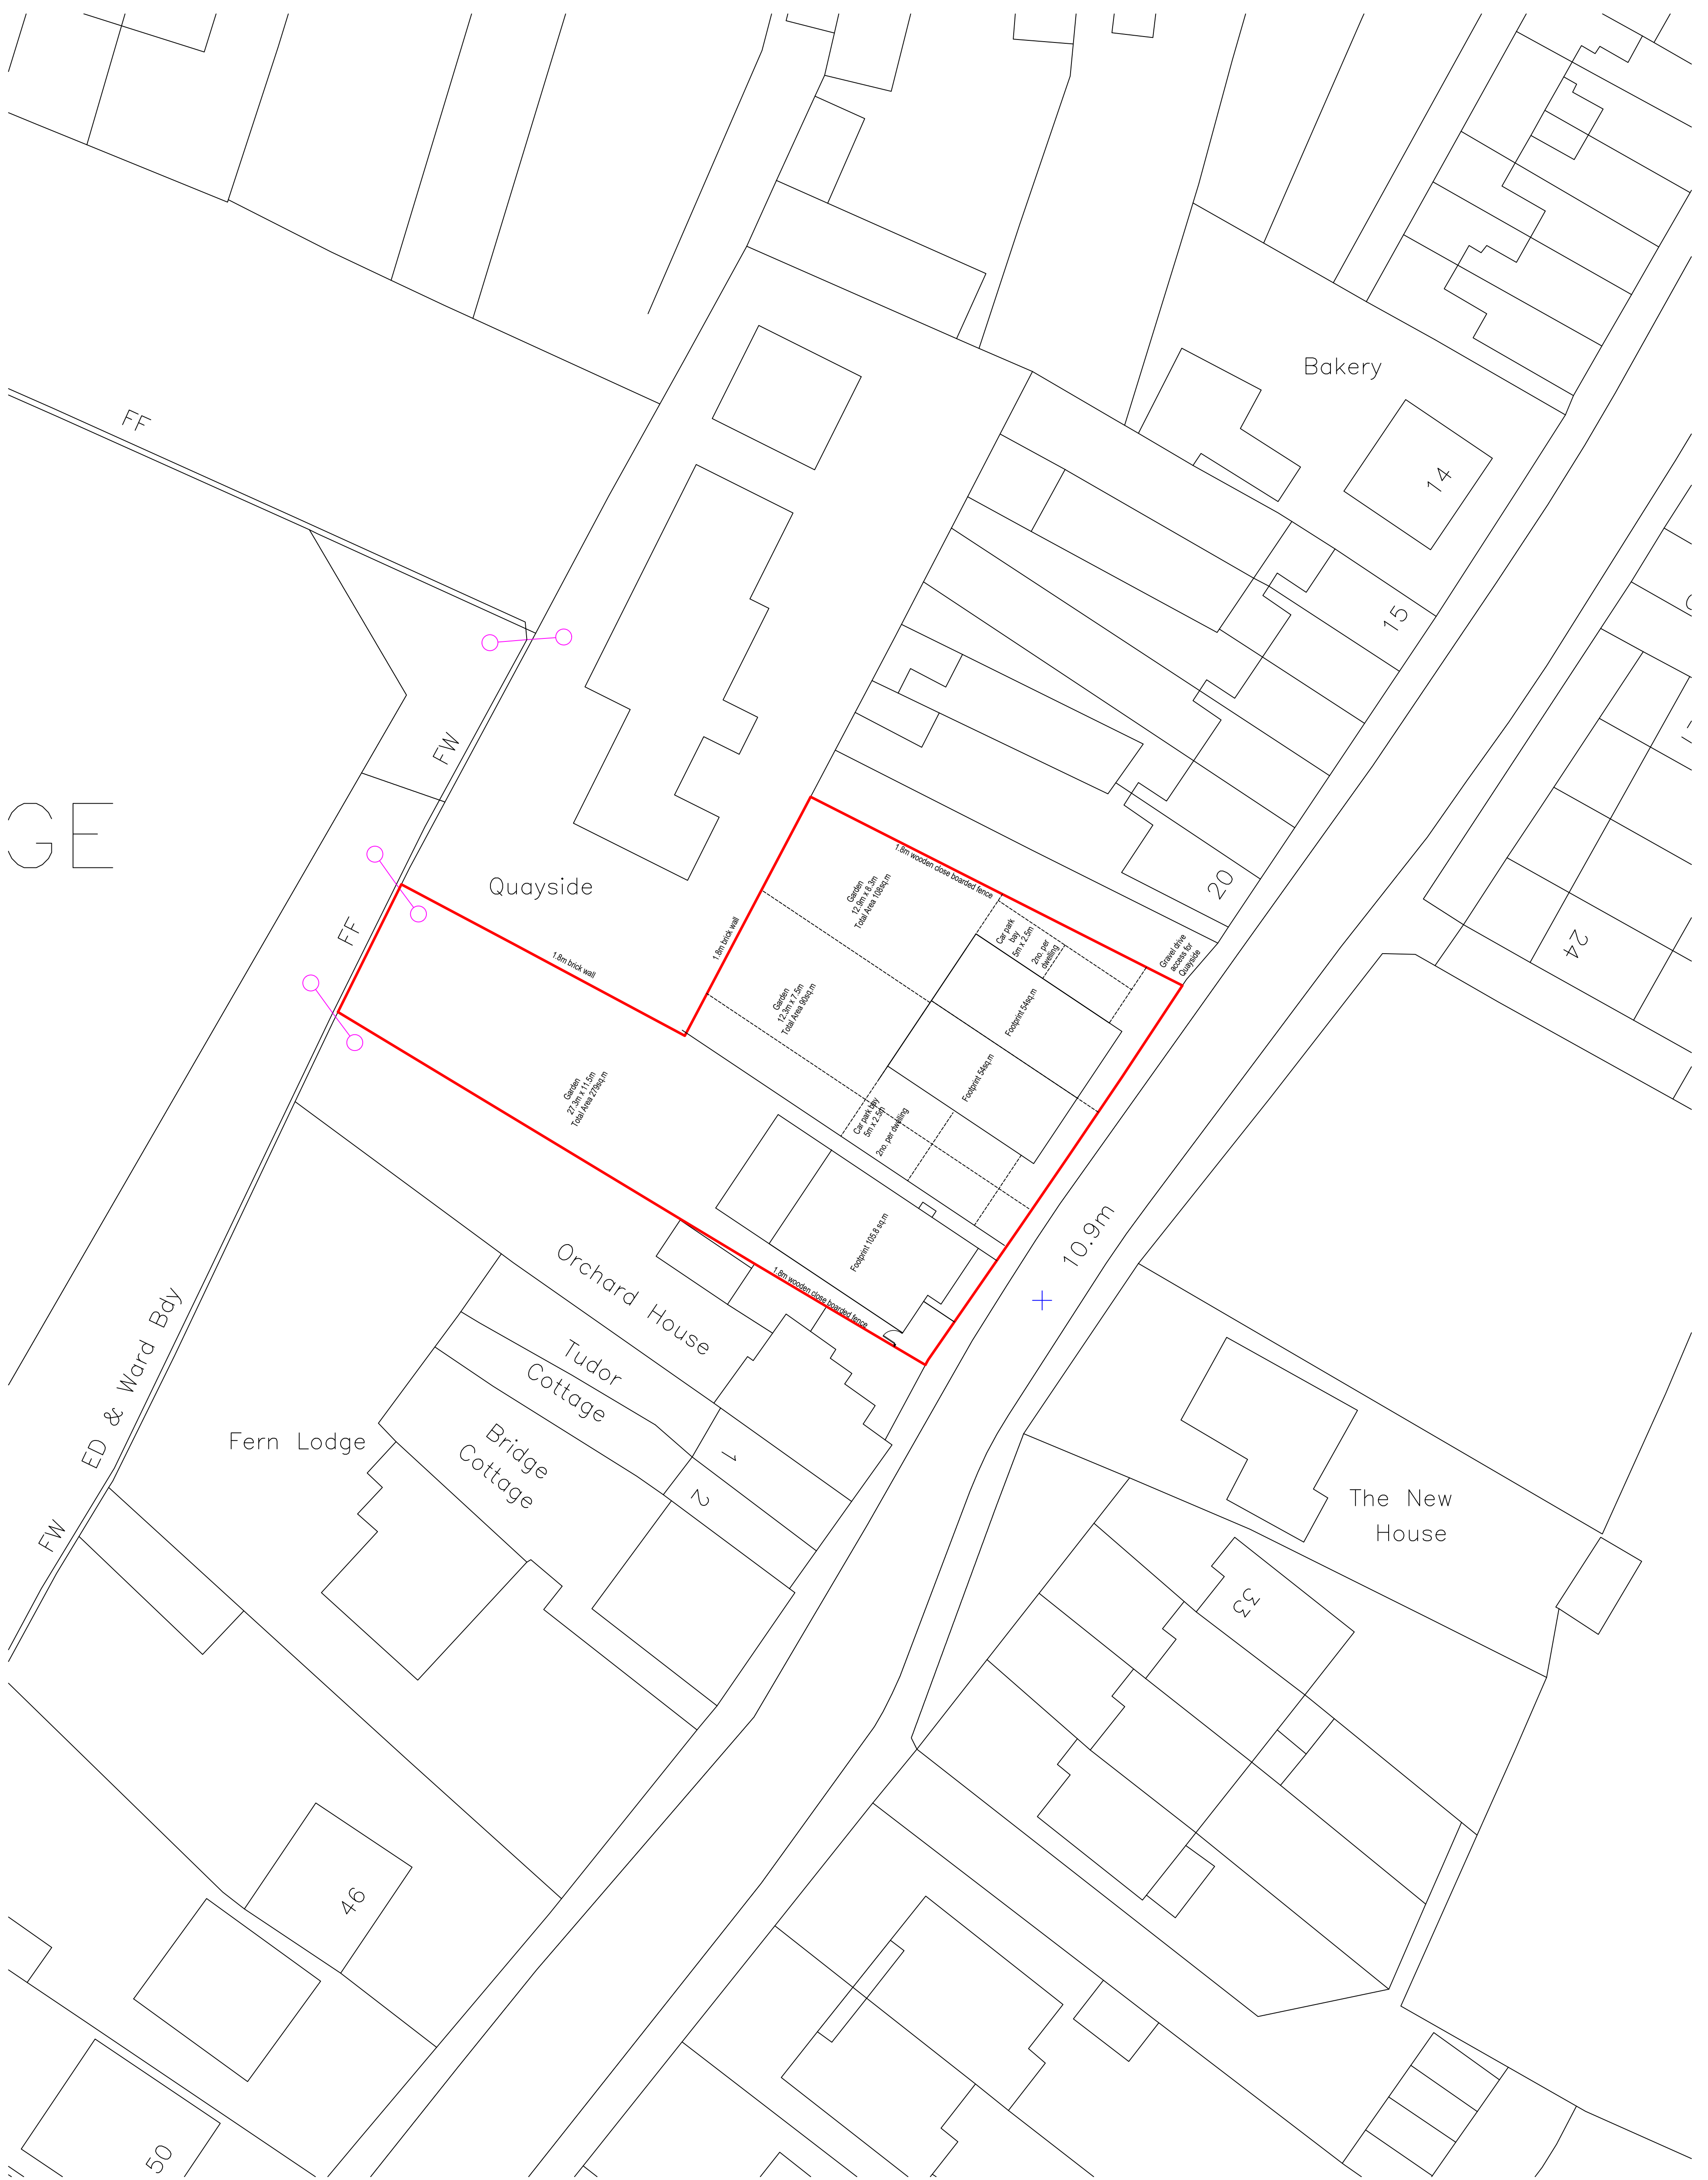 Bakery
FF
14
15
GE
FW
20
Quayside
1.8m wooden close boarded fence
Garden
12.9m x 8.3m
Total Area 108sq.m
Car park
bay
5m x 2.5m
2no. per
dwelling
Gravel drive
access for
Quayside
FF
1.8m brick wall
1.8m brick wall
24
Garden
12.3m x 7.5m
Total Area 90sq.m
Footprint 54sq.m
Footprint 54sq.m
Garden
27.3m x 11.5m
Total Area 279sq.m
Car park bay
5m x 2.5m
2no. per dwelling
10.9m
Footprint 105.8 sq.m
1.8m wooden close boarded fence
Orchard House
Tudor
Cottage
ED & Ward Bdy
Fern Lodge
Bridge
Cottage
1
2
The New
House
FW
33
46
50